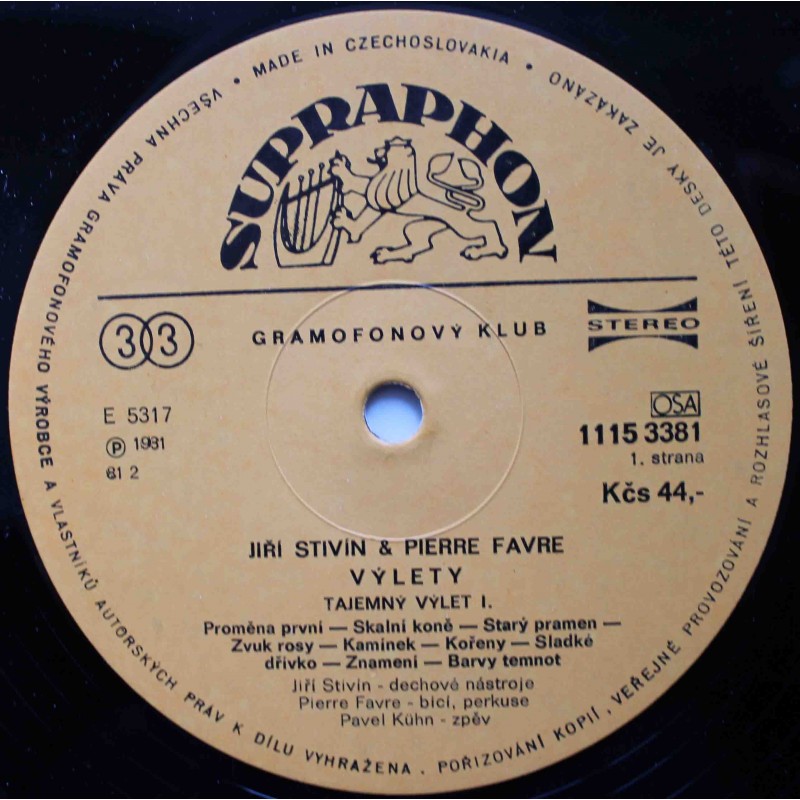 MADE IN CZECHOSLOVAKIA
SUPRAPHON
33
GRAMOFONOVÝ KLUB
STEREO
E 5317
OSA
℗ 1981
1115 3381
81 2
1. strana
Kčs 44,-
JIŘÍ STIVÍN & PIERRE FAVRE
VÝLETY
TAJEMNÝ VÝLET I.
Proměna první — Skalní koně — Starý pramen —
Zvuk rosy — Kamínek — Kořeny — Sladké
dřívko — Znamení — Barvy temnot
Jiří Stivín - dechové nástroje
Pierre Favre - bicí, perkuse
Pavel Kühn - zpěv
• VŠECHNA PRÁVA GRAMOFONOVÉHO VÝROBCE A VLASTNÍKŮ AUTORSKÝCH PRÁV K DÍLU VYHRAŽENA. POŘIZOVÁNÍ KOPIÍ, VEŘEJNÉ PROVOZOVÁNÍ A ROZHLASOVÉ ŠÍŘENÍ TÉTO DESKY JE ZAKÁZÁNO •